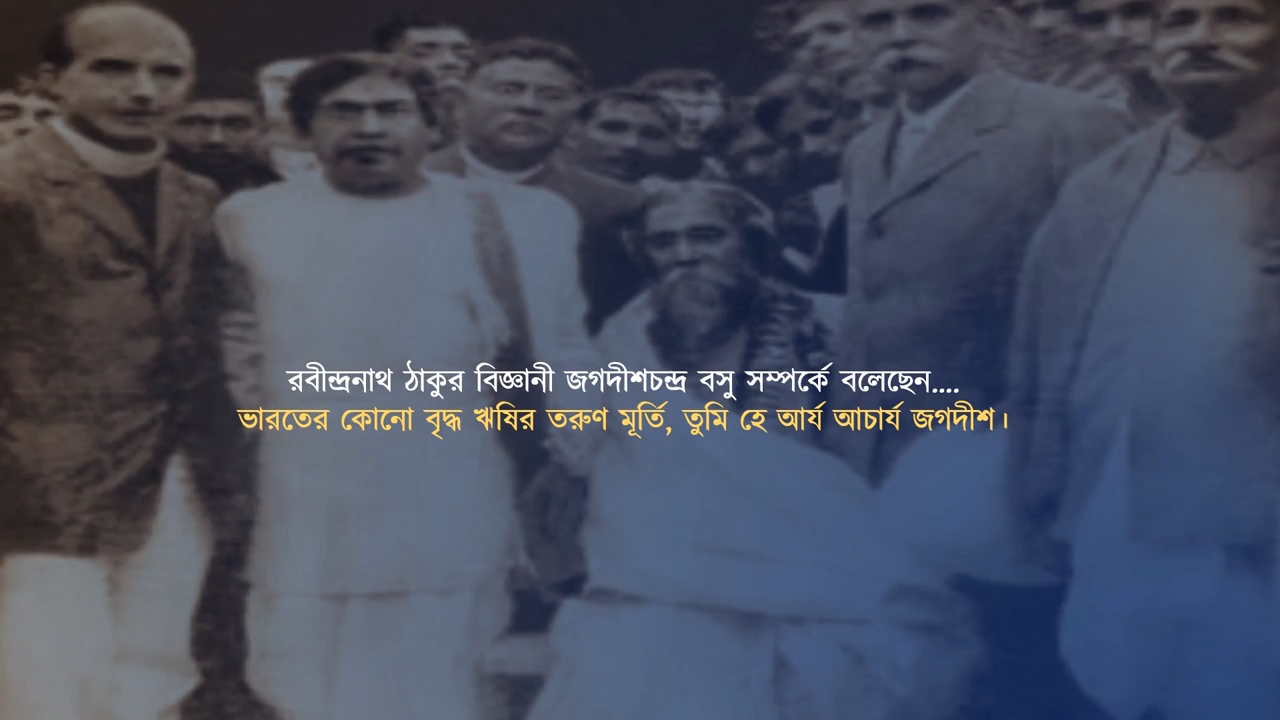 রবীন্দ্রনাথ ঠাকুর বিজ্ঞানী জগদীশচন্দ্র বসু সম্পর্কে বলেছেন....
ভারতের কোনো বৃদ্ধ ঋষির তরুণ মূর্তি, তুমি হে আর্য আচার্য জগদীশ।